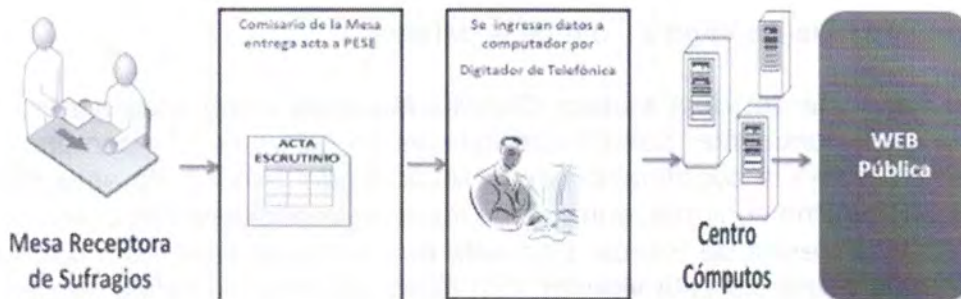 Mesa Receptora
de Sufragios
Comisario de la Mesa
entrega acta a PESE
ACTA
ESCRUTINIO
Se ingresan datos a
computador por
Digitador de Telefónica
Centro
Cómputos
WEB
Pública